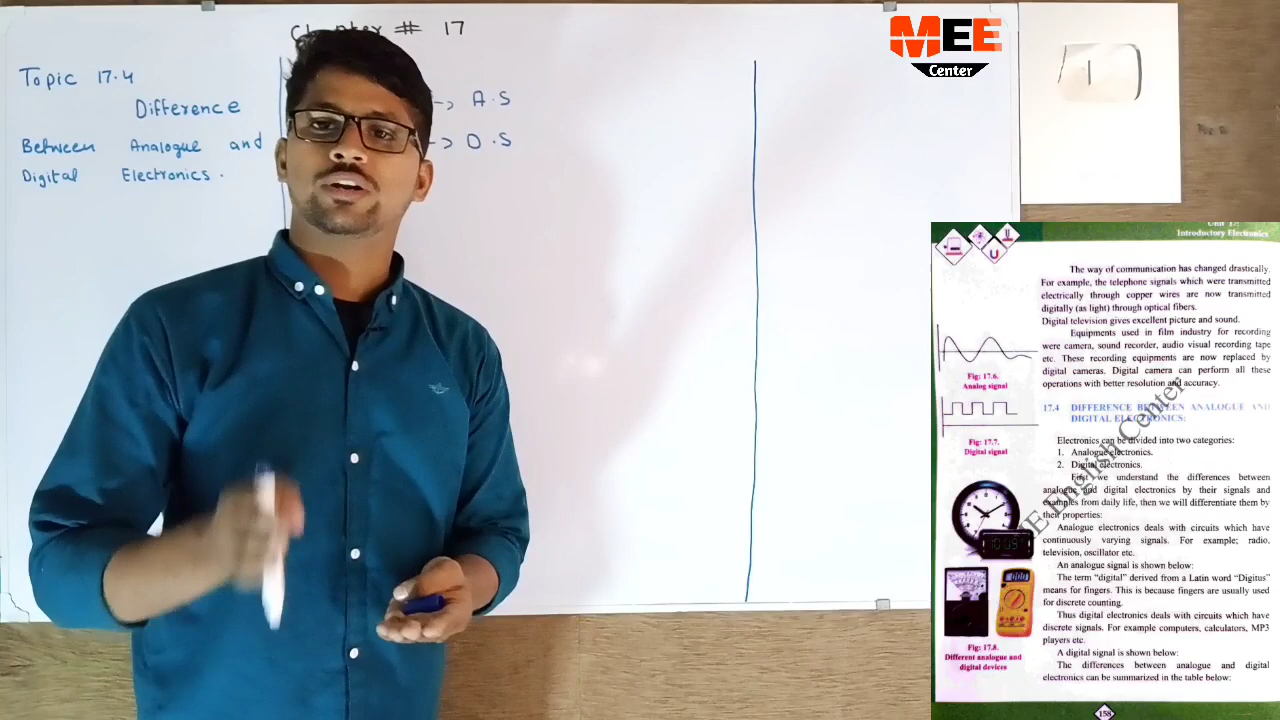 Chapter # 17
Topic 17.4
Difference
Between Analogue and
Digital Electronics.
-> A.S
-> D.S
MEE
Center
1
Unit 17:
Introductory Electronics
The way of communication has changed drastically.
For example, the telephone signals which were transmitted
electrically through copper wires are now transmitted
digitally (as light) through optical fibers.
Digital television gives excellent picture and sound.
Equipments used in film industry for recording
were camera, sound recorder, audio visual recording tape
etc. These recording equipments are now replaced by
digital cameras. Digital camera can perform all these
operations with better resolution and accuracy.
Fig: 17.6.
Analog signal
Fig: 17.7.
Digital signal
17.4 DIFFERENCE BETWEEN ANALOGUE AND
DIGITAL ELECTRONICS:
Electronics can be divided into two categories:
1. Analogue electronics.
2. Digital electronics.
First we understand the differences between
analogue and digital electronics by their signals and
examples from daily life, then we will differentiate them by
their properties:
Analogue electronics deals with circuits which have
continuously varying signals. For example; radio,
television, oscillator etc.
An analogue signal is shown below:
The term “digital” derived from a Latin word “Digitus”
means for fingers. This is because fingers are usually used
for discrete counting.
Thus digital electronics deals with circuits which have
discrete signals. For example computers, calculators, MP3
players etc.
A digital signal is shown below:
The differences between analogue and digital
electronics can be summarized in the table below:
Fig: 17.8.
Different analogue and
digital devices
English Center
158